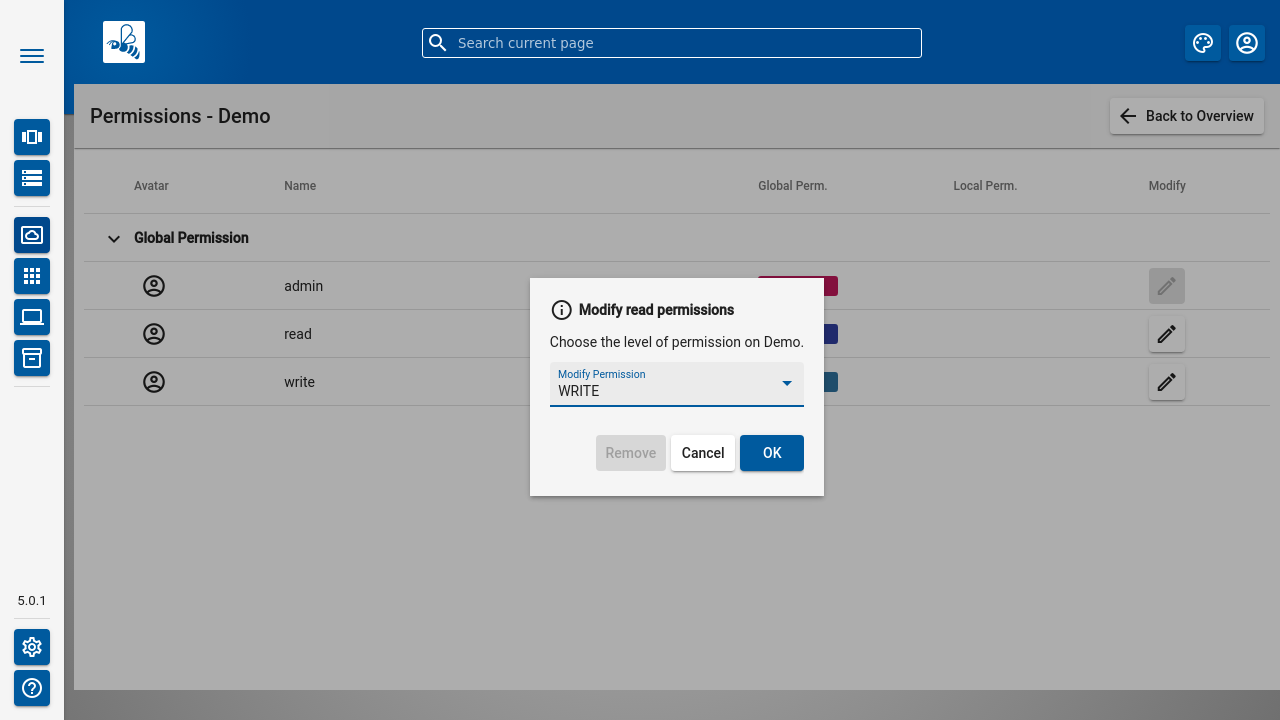 Search current page
Permissions - Demo
Back to Overview
Avatar Name Global Perm. Local Perm. Modify
Global Permission
admin
read
write
Modify read permissions
Choose the level of permission on Demo.
Modify Permission
WRITE
Remove Cancel OK
5.0.1